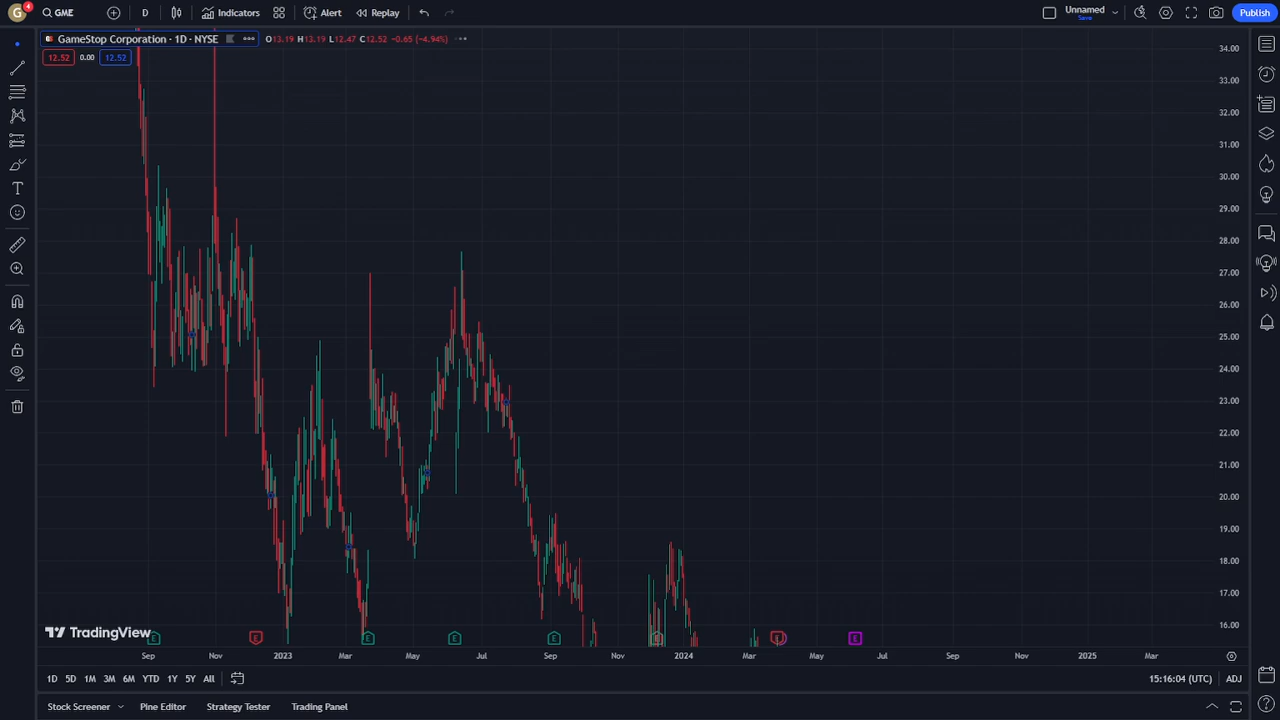 G 4 GME D Indicators Alert Replay Unnamed Save Publish
GameStop Corporation · 1D · NYSE O13.19 H13.19 L12.47 C12.52 −0.65 (−4.94%)
12.52 0.00 12.52
34.00
33.00
32.00
31.00
30.00
29.00
28.00
27.00
26.00
25.00
24.00
23.00
22.00
21.00
20.00
19.00
18.00
17.00
16.00
TradingView
E E E E E E E E
Sep Nov 2023 Mar May Jul Sep Nov 2024 Mar May Jul Sep Nov 2025 Mar
1D 5D 1M 3M 6M YTD 1Y 5Y All 15:16:04 (UTC) ADJ
Stock Screener Pine Editor Strategy Tester Trading Panel